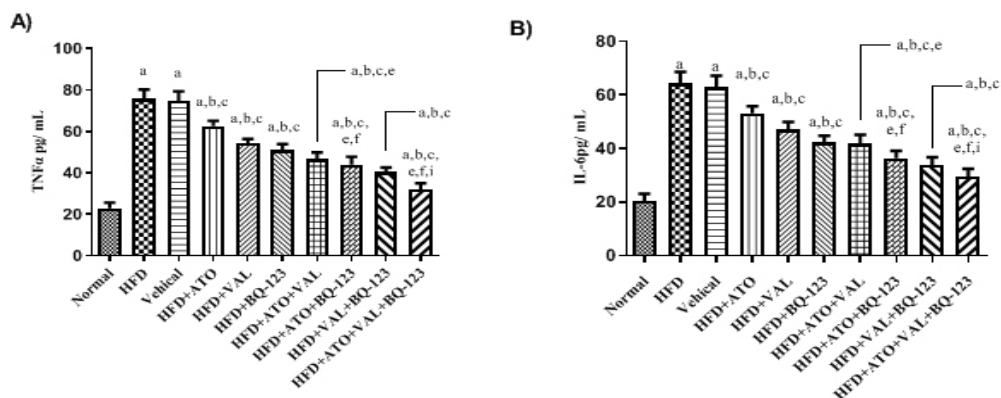 A)
TNFα pg/ mL
100
80
60
40
20
0
a
a
a,b,c
a,b,c
a,b,c
a,b,c,e
a,b,c,
e,f
a,b,c
a,b,c,
e,f,i
Normal
HFD
Vehical
HFD+ATO
HFD+VAL
HFD+BQ-123
HFD+ATO+VAL
HFD+ATO+BQ-123
HFD+VAL+BQ-123
HFD+ATO+VAL+BQ-123
B)
IL-6pg/ mL
80
60
40
20
0
a
a
a,b,c
a,b,c
a,b,c
a,b,c,e
a,b,c,
e,f
a,b,c
a,b,c,
e,f,i
Normal
HFD
Vehical
HFD+ATO
HFD+VAL
HFD+BQ-123
HFD+ATO+VAL
HFD+ATO+BQ-123
HFD+VAL+BQ-123
HFD+ATO+VAL+BQ-123